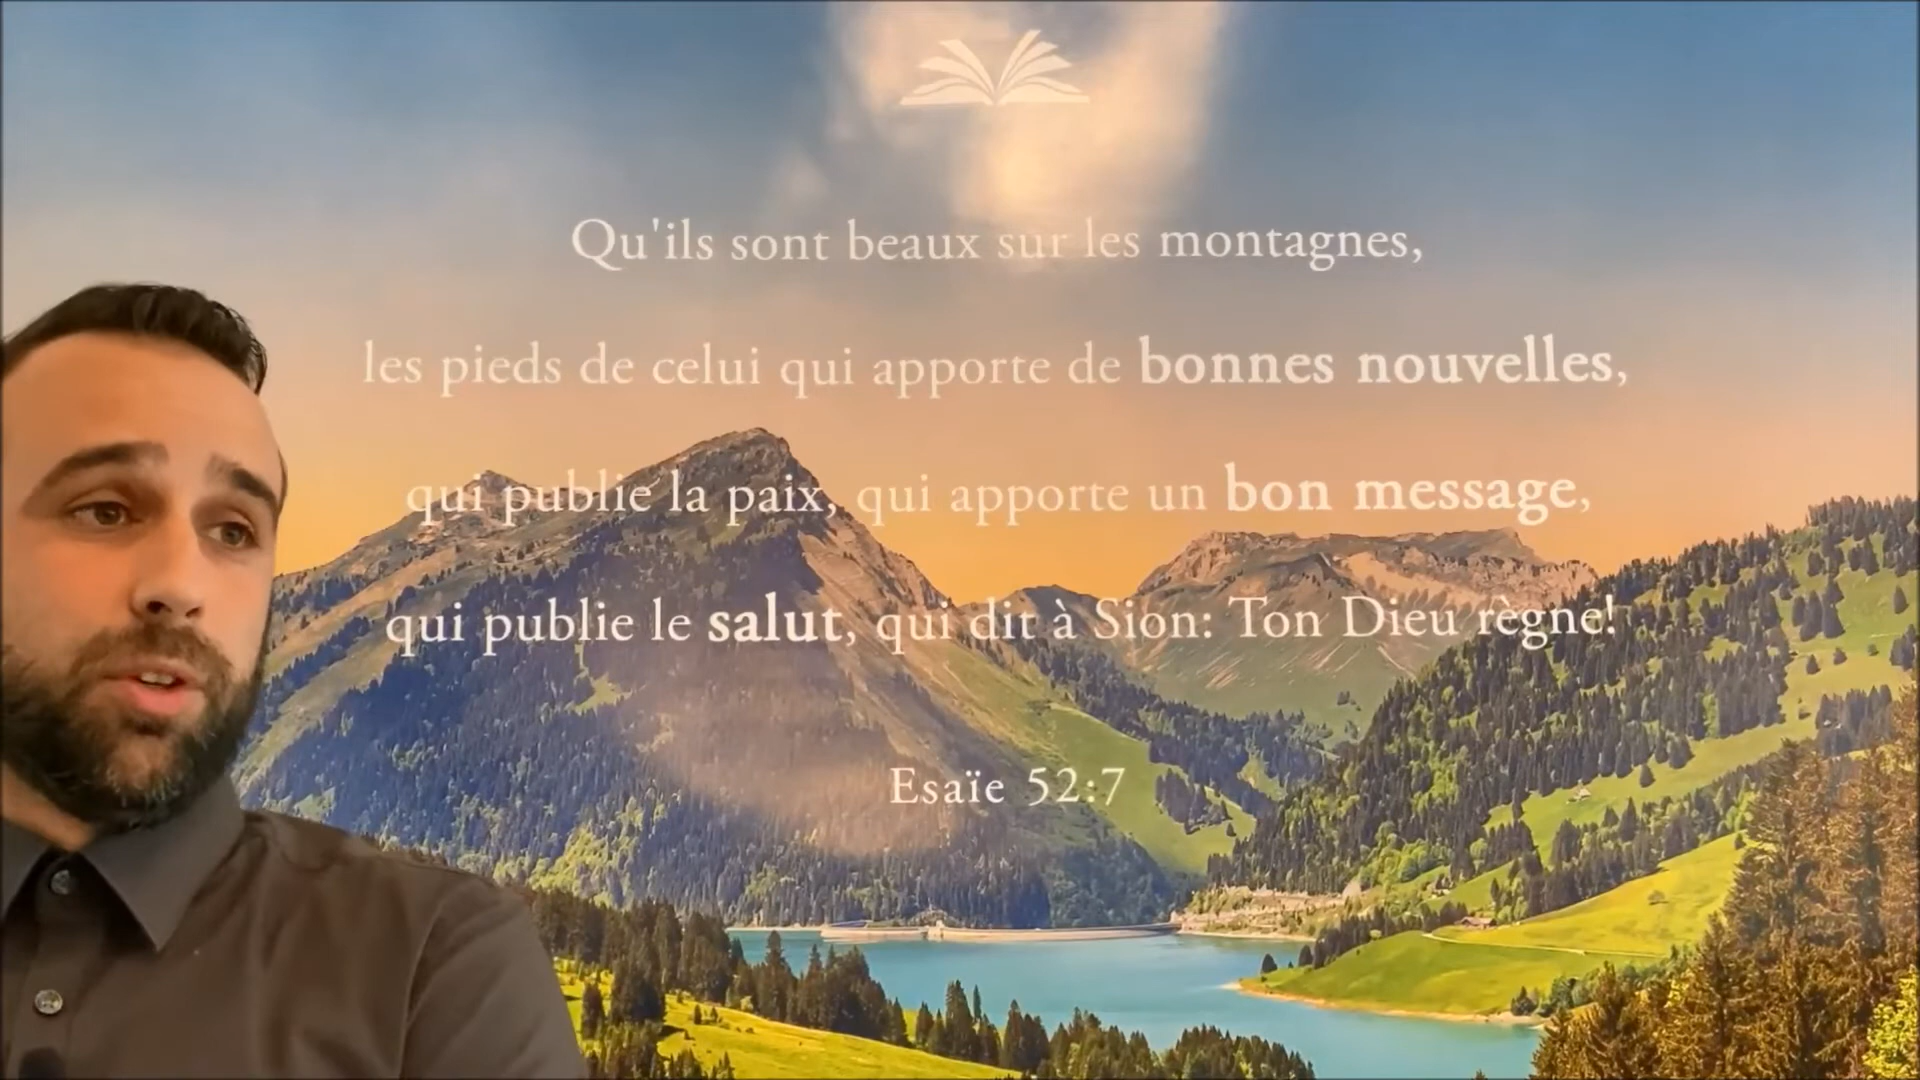 Qu'ils sont beaux sur les montagnes,
les pieds de celui qui apporte de bonnes nouvelles,
qui publie la paix, qui apporte un bon message,
qui publie le salut, qui dit à Sion: Ton Dieu règne!
Esaïe 52:7